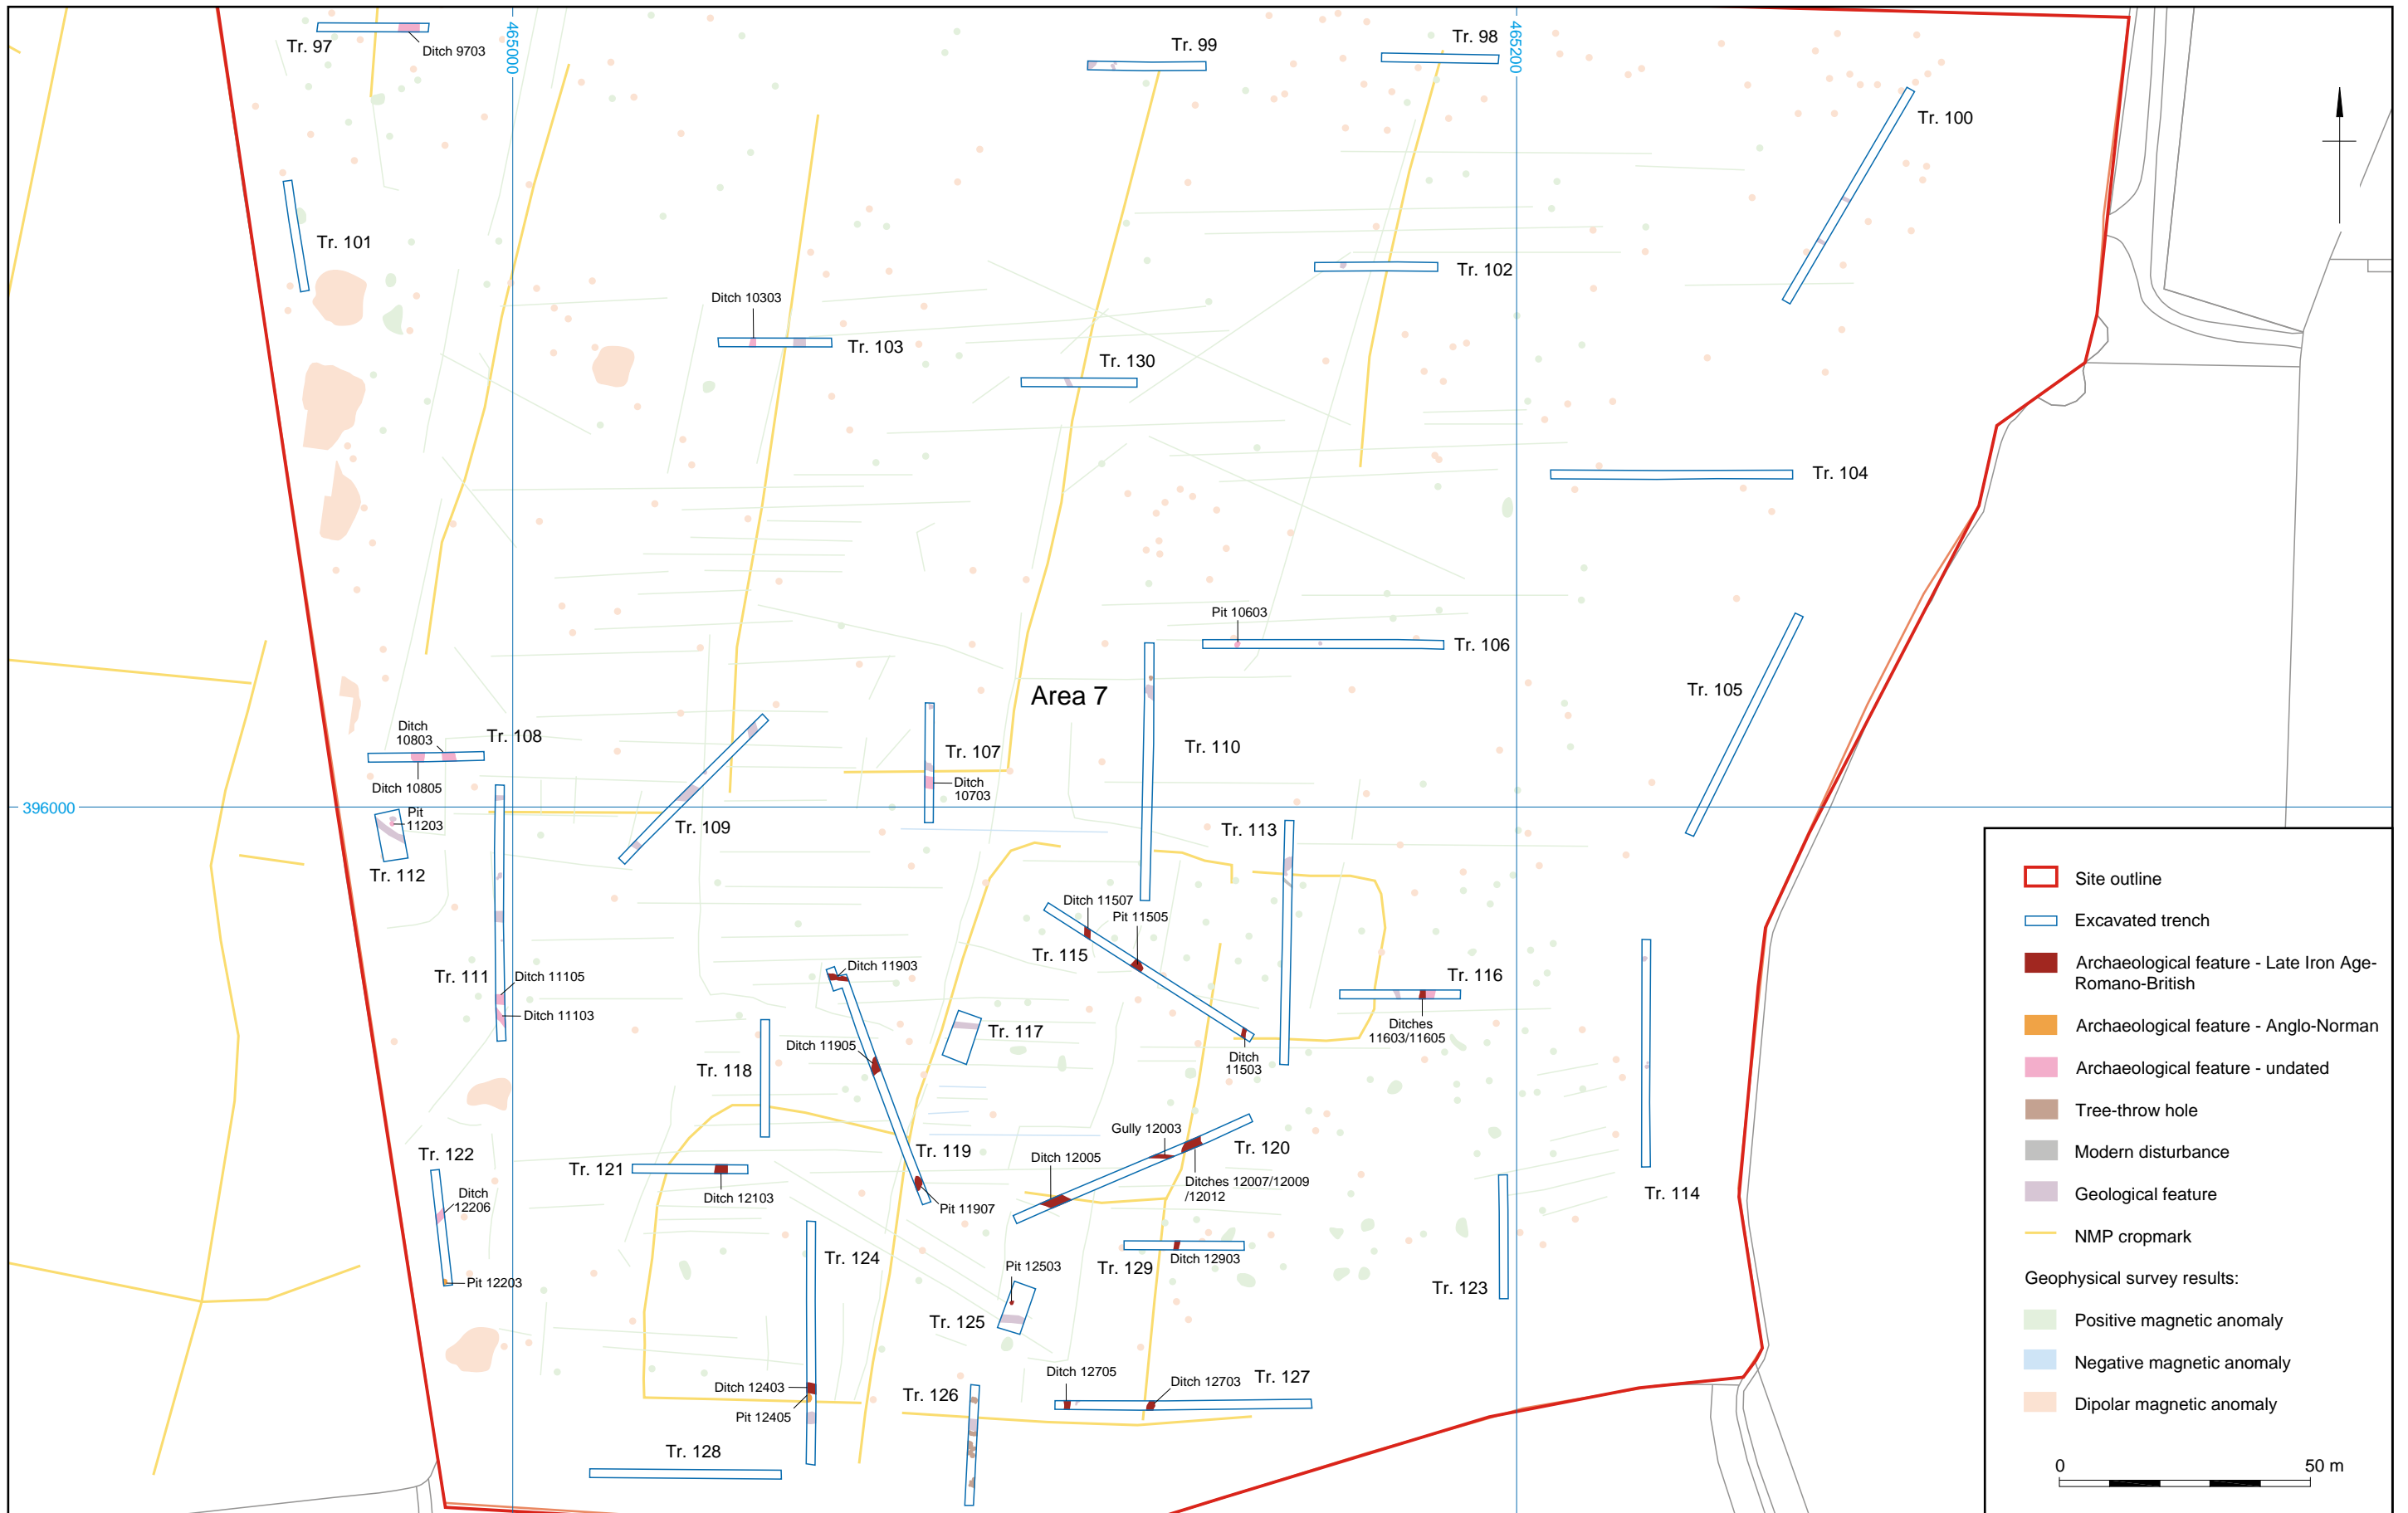 Tr. 97
Ditch 9703
465000
Tr. 99
Tr. 98
465200
Tr. 100
Tr. 101
Tr. 102
Ditch 10303
Tr. 103
Tr. 130
Tr. 104
Pit 10603
Tr. 106
Area 7
Tr. 105
Ditch
10803
Tr. 108
Ditch 10805
Tr. 107
Ditch
10703
Tr. 110
396000
Pit
11203
Tr. 112
Tr. 109
Tr. 113
Ditch 11507
Pit 11505
Tr. 115
Ditch 11903
Tr. 111
Ditch 11105
Ditch 11103
Tr. 116
Ditches
11603/11605
Tr. 117
Ditch 11905
Ditch
11503
Tr. 118
Gully 12003
Tr. 120
Tr. 119
Ditch 12005
Tr. 122
Tr. 121
Ditch 12103
Ditches 12007/12009
/12012
Ditch
12206
Pit 11907
Tr. 114
Tr. 124
Ditch 12903
Tr. 129
Pit 12503
Pit 12203
Tr. 123
Tr. 125
Ditch 12705
Ditch 12703
Tr. 127
Ditch 12403
Tr. 126
Pit 12405
Tr. 128
Site outline
Excavated trench
Archaeological feature - Late Iron Age-
Romano-British
Archaeological feature - Anglo-Norman
Archaeological feature - undated
Tree-throw hole
Modern disturbance
Geological feature
NMP cropmark
Geophysical survey results:
Positive magnetic anomaly
Negative magnetic anomaly
Dipolar magnetic anomaly
0
50 m